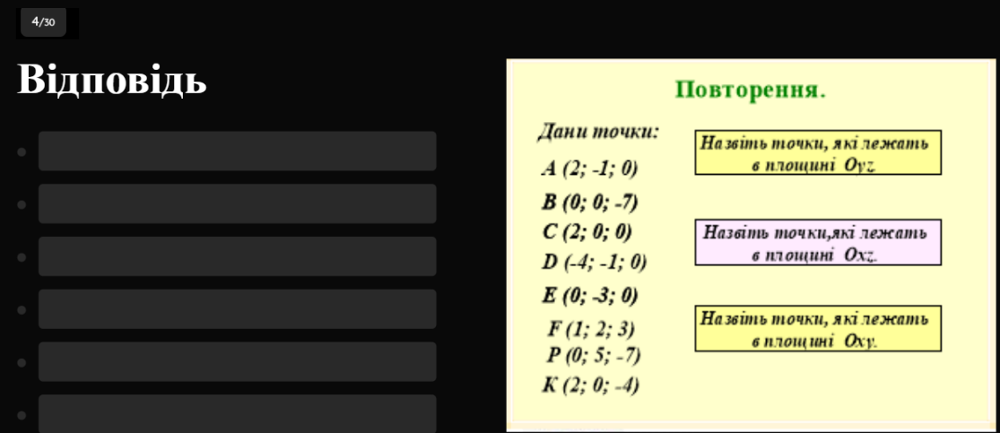 4/30
Відповідь
Повторення.
Дани точки:
A (2; -1; 0)
B (0; 0; -7)
C (2; 0; 0)
D (-4; -1; 0)
E (0; -3; 0)
F (1; 2; 3)
P (0; 5; -7)
K (2; 0; -4)
Назвіть точки, які лежать
в площині Oyz.
Назвіть точки,які лежать
в площині Oxz.
Назвіть точки, які лежать
в площині Oxy.